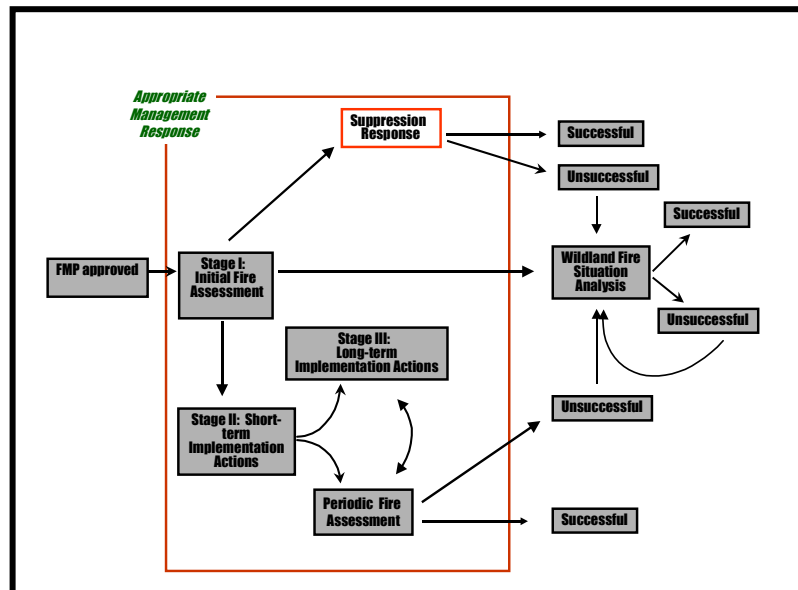 Appropriate
Management
Response
Suppression
Response
Successful
Unsuccessful
Successful
FMP approved
Stage I:
Initial Fire
Assessment
Wildland Fire
Situation
Analysis
Unsuccessful
Stage III:
Long-term
Implementation Actions
Stage II:  Short-
term
Implementation
Actions
Unsuccessful
Periodic  Fire
Assessment
Successful